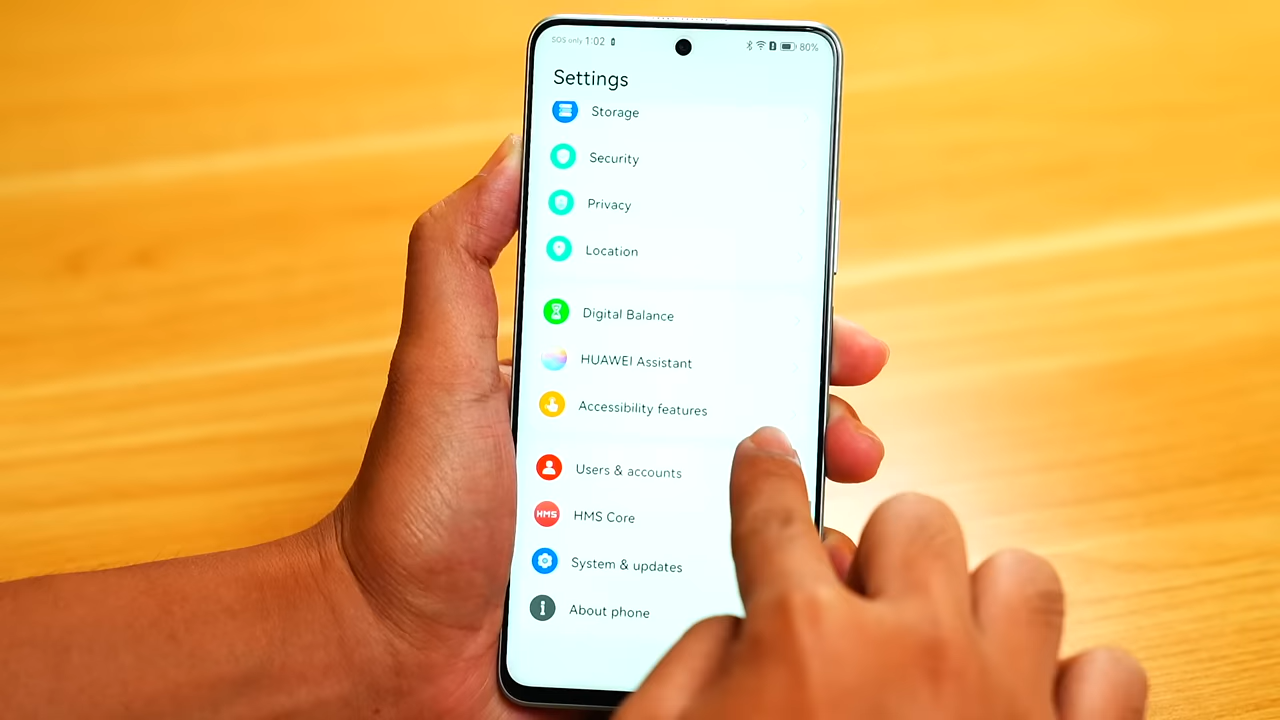 SOS only 1:02
80%
Settings
Storage
Security
Privacy
Location
Digital Balance
HUAWEI Assistant
Accessibility features
Users & accounts
HMS HMS Core
System & updates
About phone